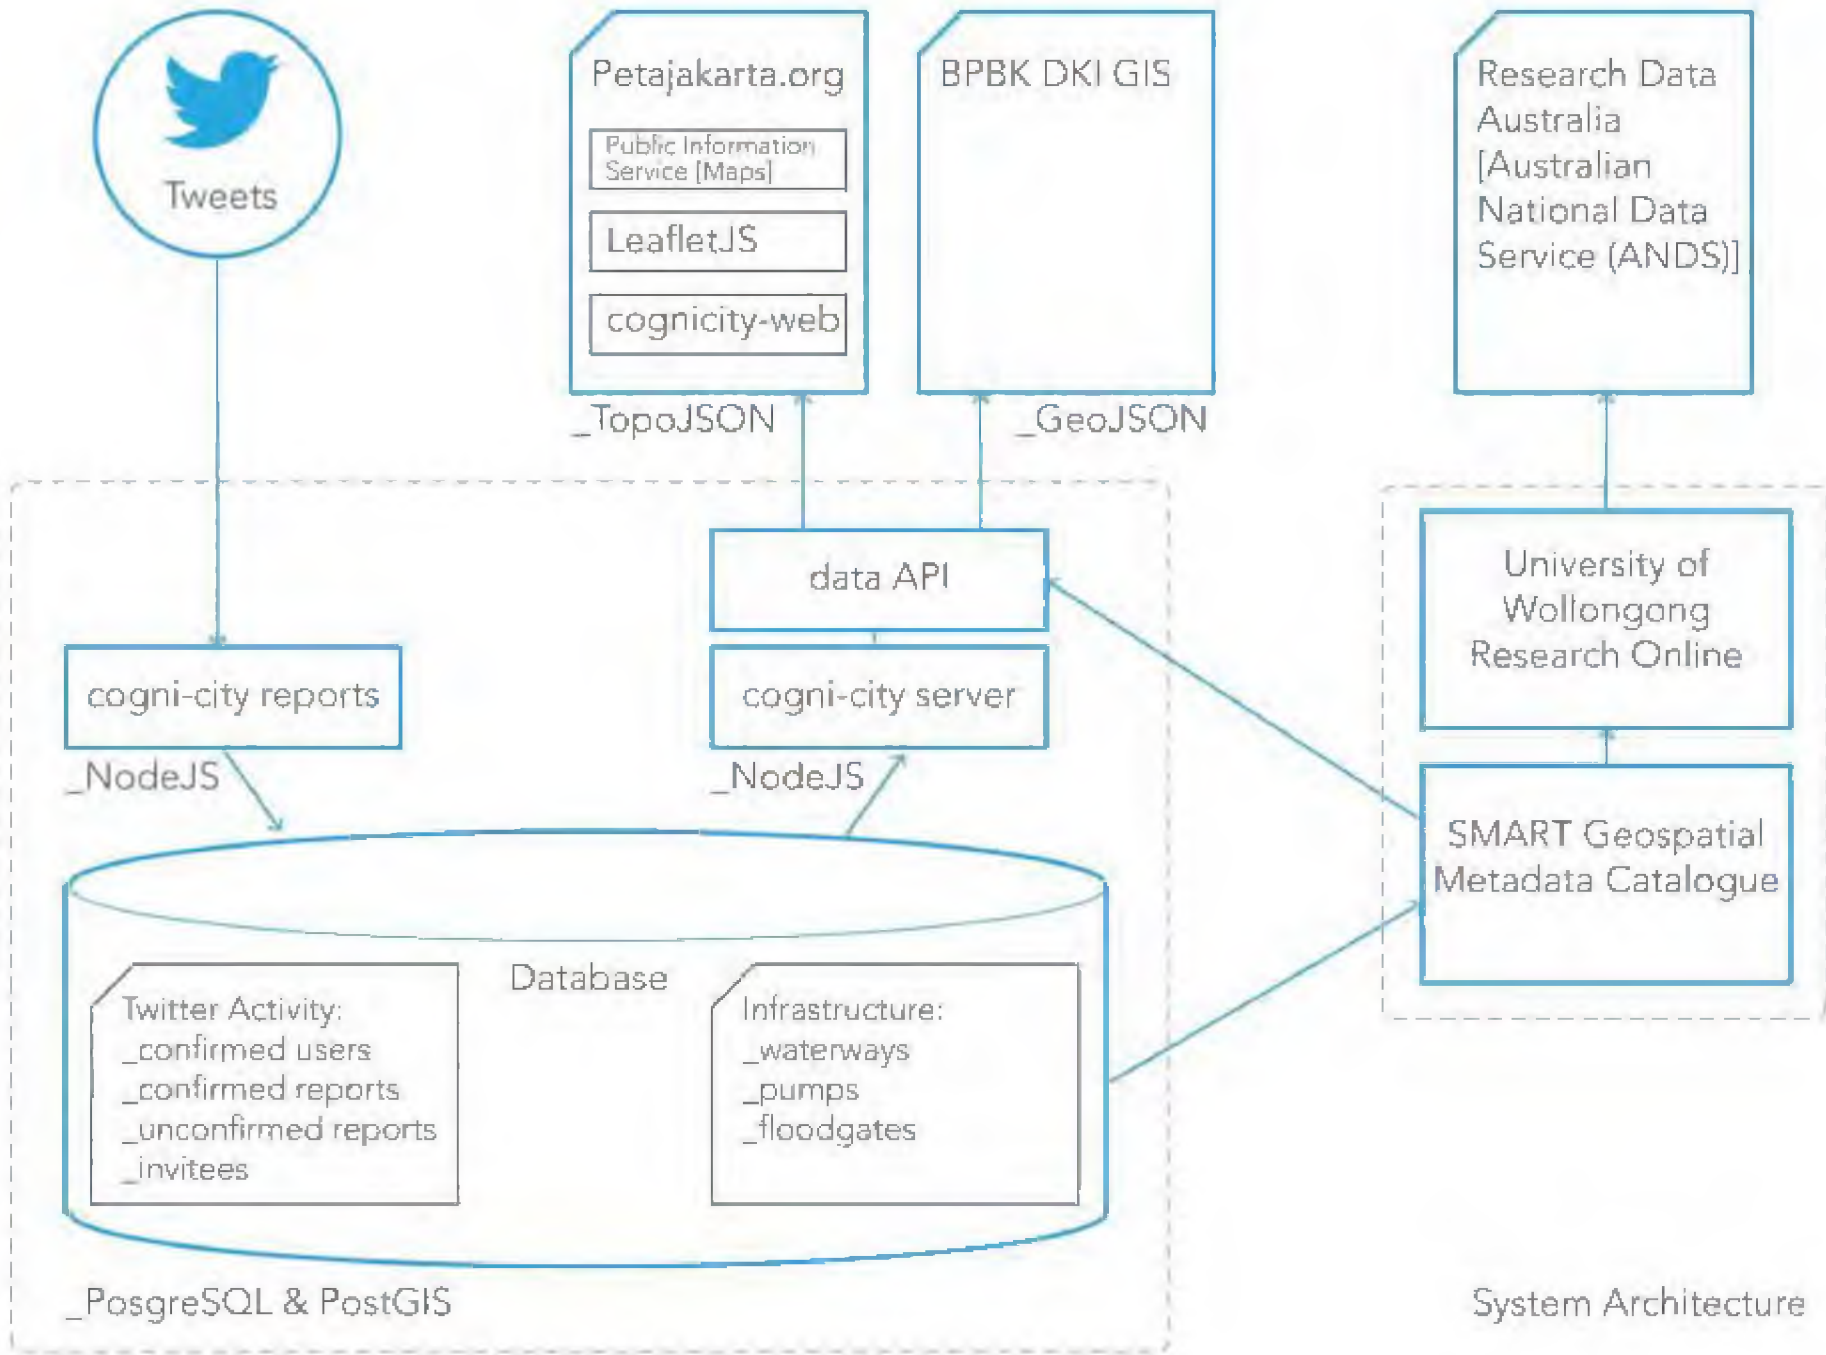 Tweets
Petajakarta.org
Public Information
Service [Maps]
LeafletJS
cognicity-web
_TopoJSON
BPBK DKI GIS
_GeoJSON
Research Data
Australia
[Australian
National Data
Service (ANDS)]
data API
cogni-city reports
_NodeJS
cogni-city server
_NodeJS
University of
Wollongong
Research Online
SMART Geospatial
Metadata Catalogue
Database
Twitter Activity:
_confirmed users
_confirmed reports
_unconfirmed reports
_invitees
Infrastructure:
_waterways
_pumps
_floodgates
_PosgreSQL & PostGIS
System Architecture